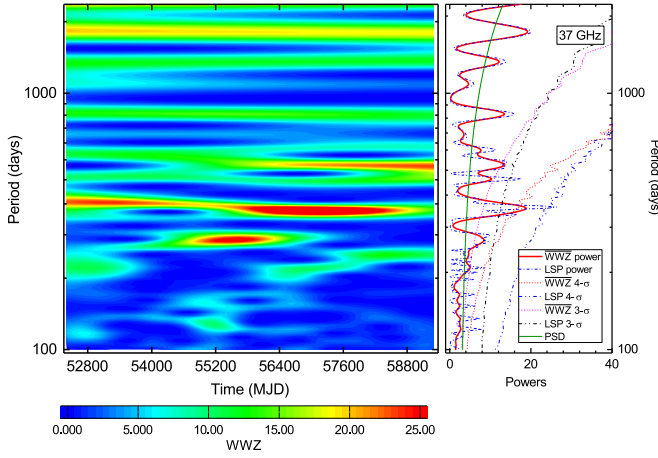 37 GHz
1000
100
Period (days)
52800 54000 55200 56400 57600 58800
Time (MJD)
0.000 5.000 10.00 15.00 20.00 25.00
WWZ
1000
100
Period (days)
WWZ power
LSP power
WWZ 4-σ
LSP 4-σ
WWZ 3-σ
LSP 3-σ
PSD
0 10 20 30 40
Powers